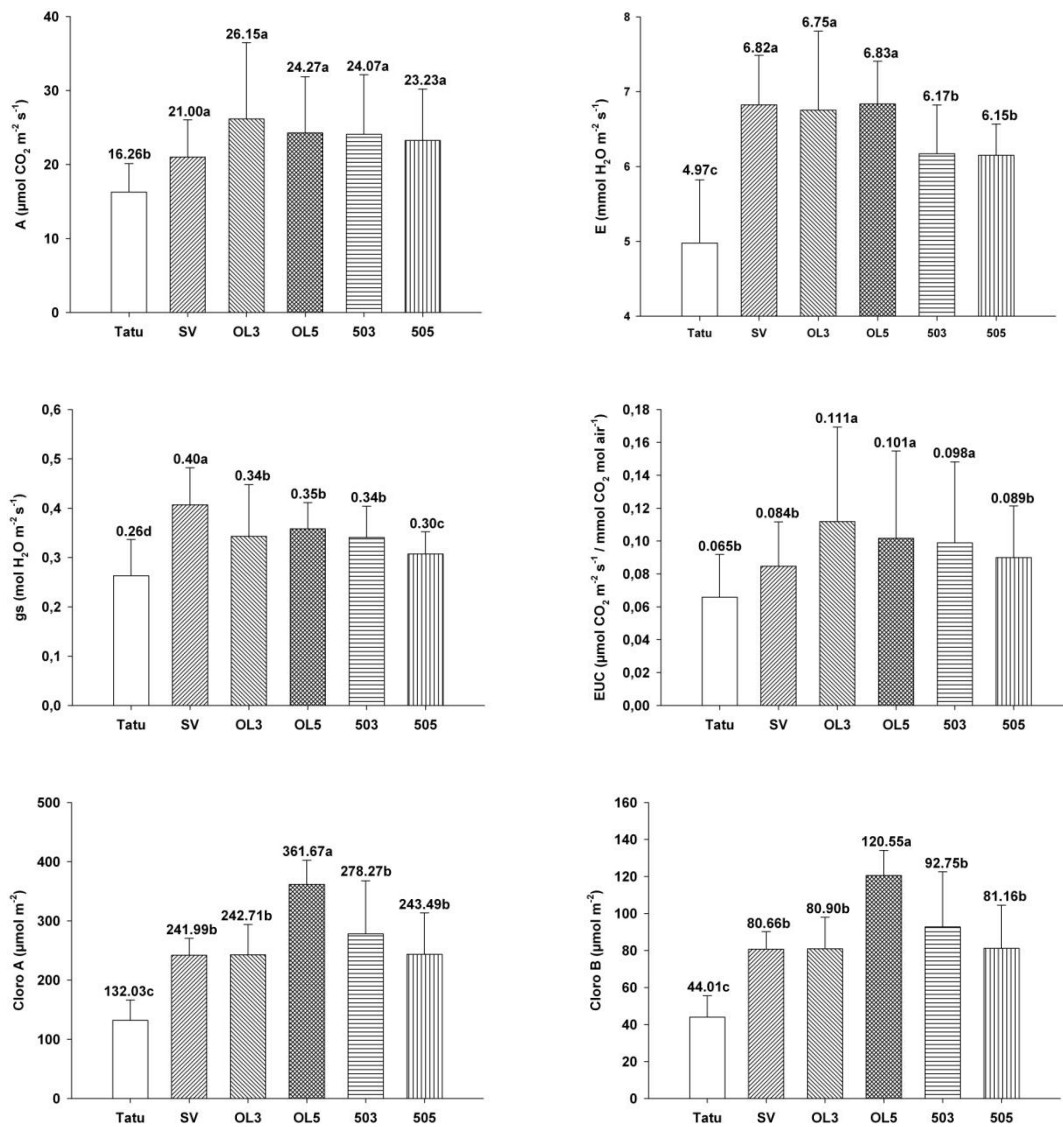 A (µmol CO₂ m⁻² s⁻¹)
40
30
20
10
0
16.26b
21.00a
26.15a
24.27a
24.07a
23.23a
Tatu SV OL3 OL5 503 505
E (mmol H₂O m⁻² s⁻¹)
8
7
6
5
4
4.97c
6.82a
6.75a
6.83a
6.17b
6.15b
Tatu SV OL3 OL5 503 505
gs (mol H₂O m⁻² s⁻¹)
0,6
0,5
0,4
0,3
0,2
0,1
0,0
0.26d
0.40a
0.34b
0.35b
0.34b
0.30c
Tatu SV OL3 OL5 503 505
EUC (µmol CO₂ m⁻² s⁻¹ / mmol CO₂ mol air⁻¹)
0,18
0,16
0,14
0,12
0,10
0,08
0,06
0,04
0,02
0,00
0.065b
0.084b
0.111a
0.101a
0.098a
0.089b
Tatu SV OL3 OL5 503 505
Cloro A (µmol m⁻²)
500
400
300
200
100
0
132.03c
241.99b
242.71b
361.67a
278.27b
243.49b
Tatu SV OL3 OL5 503 505
Cloro B (µmol m⁻²)
160
140
120
100
80
60
40
20
0
44.01c
80.66b
80.90b
120.55a
92.75b
81.16b
Tatu SV OL3 OL5 503 505